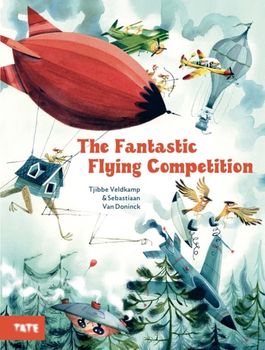 The Fantastic
Flying Competition
Tjibbe Veldkamp
& Sebastiaan
Van Doninck
TATE